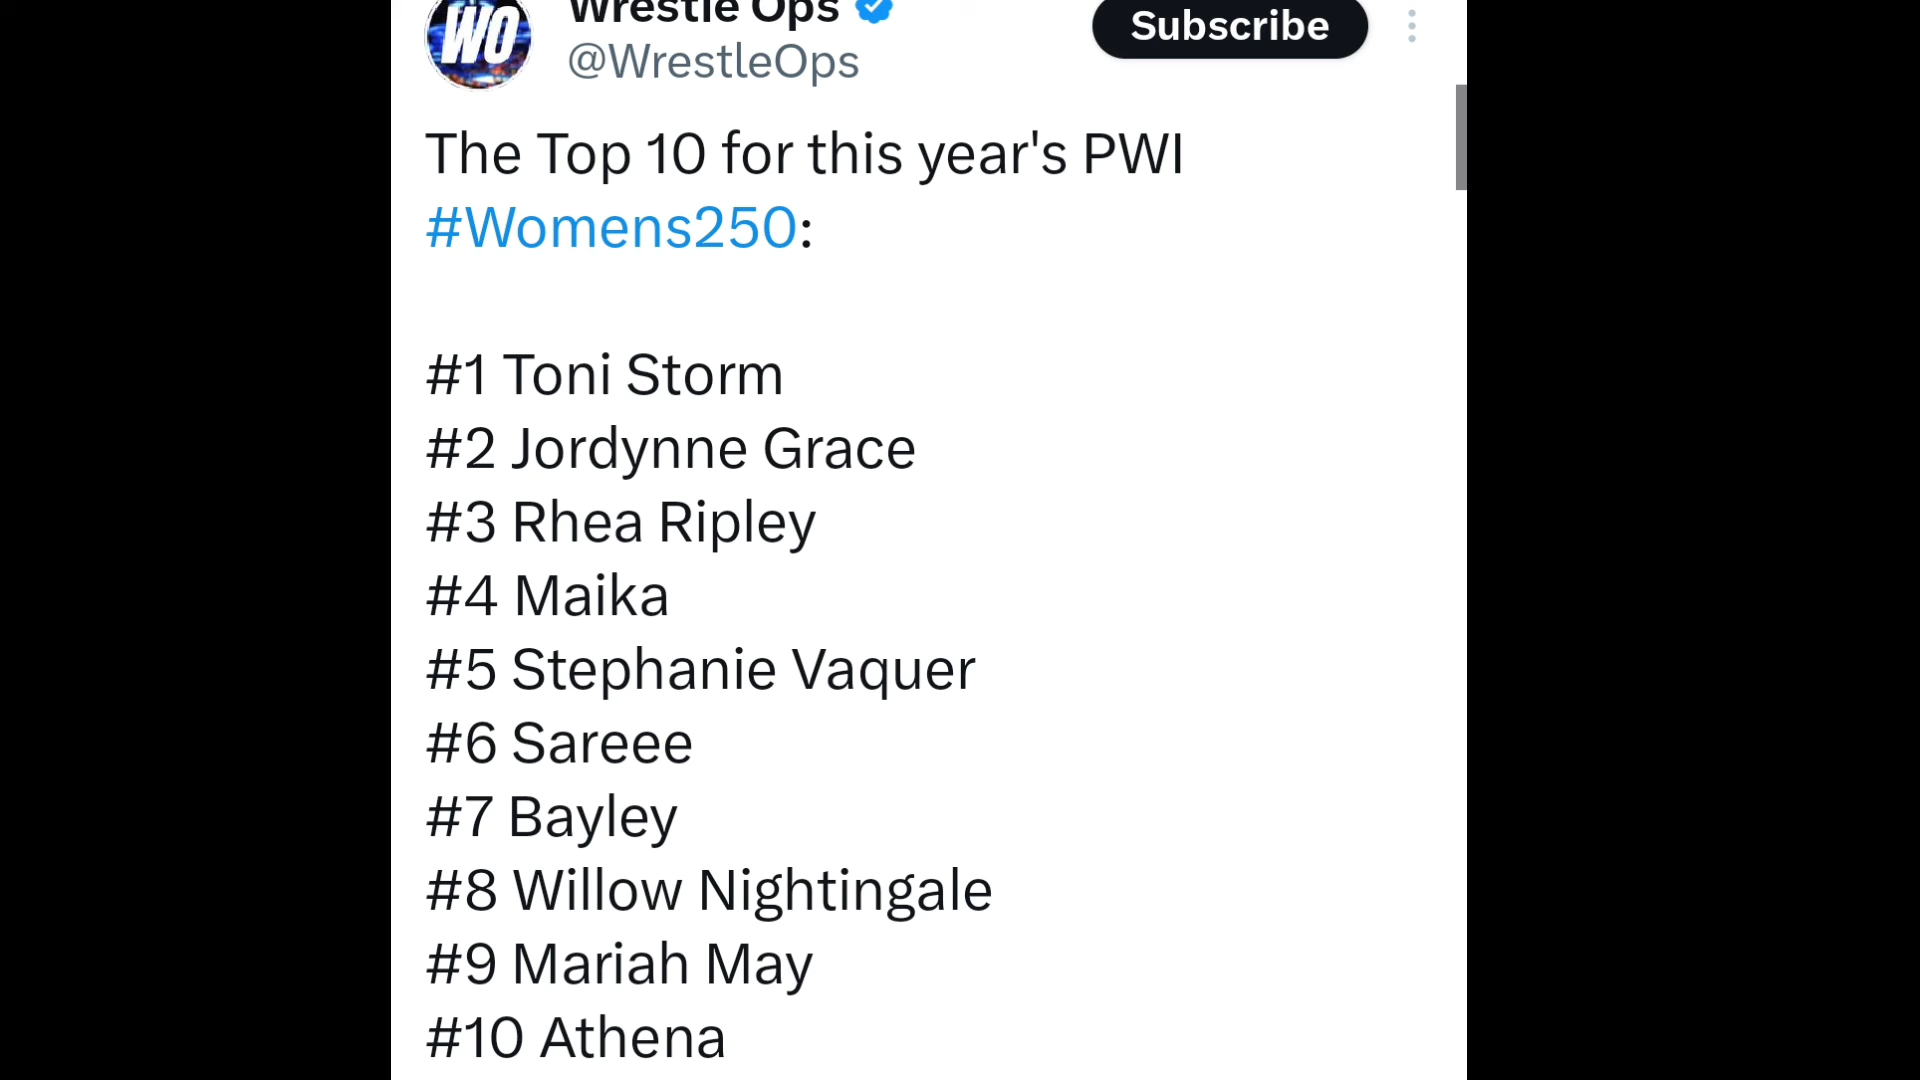 WO
Wrestle Ops
@WrestleOps
Subscribe
The Top 10 for this year's PWI
#Womens250:
#1 Toni Storm
#2 Jordynne Grace
#3 Rhea Ripley
#4 Maika
#5 Stephanie Vaquer
#6 Sareee
#7 Bayley
#8 Willow Nightingale
#9 Mariah May
#10 Athena